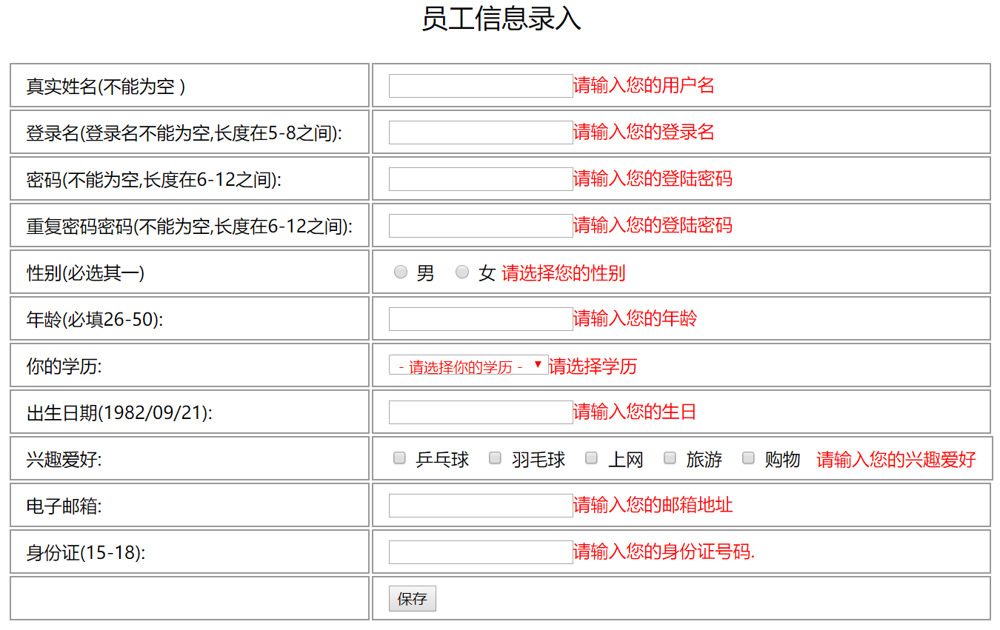 员工信息录入
真实姓名(不能为空 ) 请输入您的用户名
登录名(登录名不能为空,长度在5-8之间): 请输入您的登录名
密码(不能为空,长度在6-12之间): 请输入您的登陆密码
重复密码密码(不能为空,长度在6-12之间): 请输入您的登陆密码
性别(必选其一) 男 女 请选择您的性别
年龄(必填26-50): 请输入您的年龄
你的学历: - 请选择你的学历 - 请选择学历
出生日期(1982/09/21): 请输入您的生日
兴趣爱好: 乒乓球 羽毛球 上网 旅游 购物 请输入您的兴趣爱好
电子邮箱: 请输入您的邮箱地址
身份证(15-18): 请输入您的身份证号码.
保存